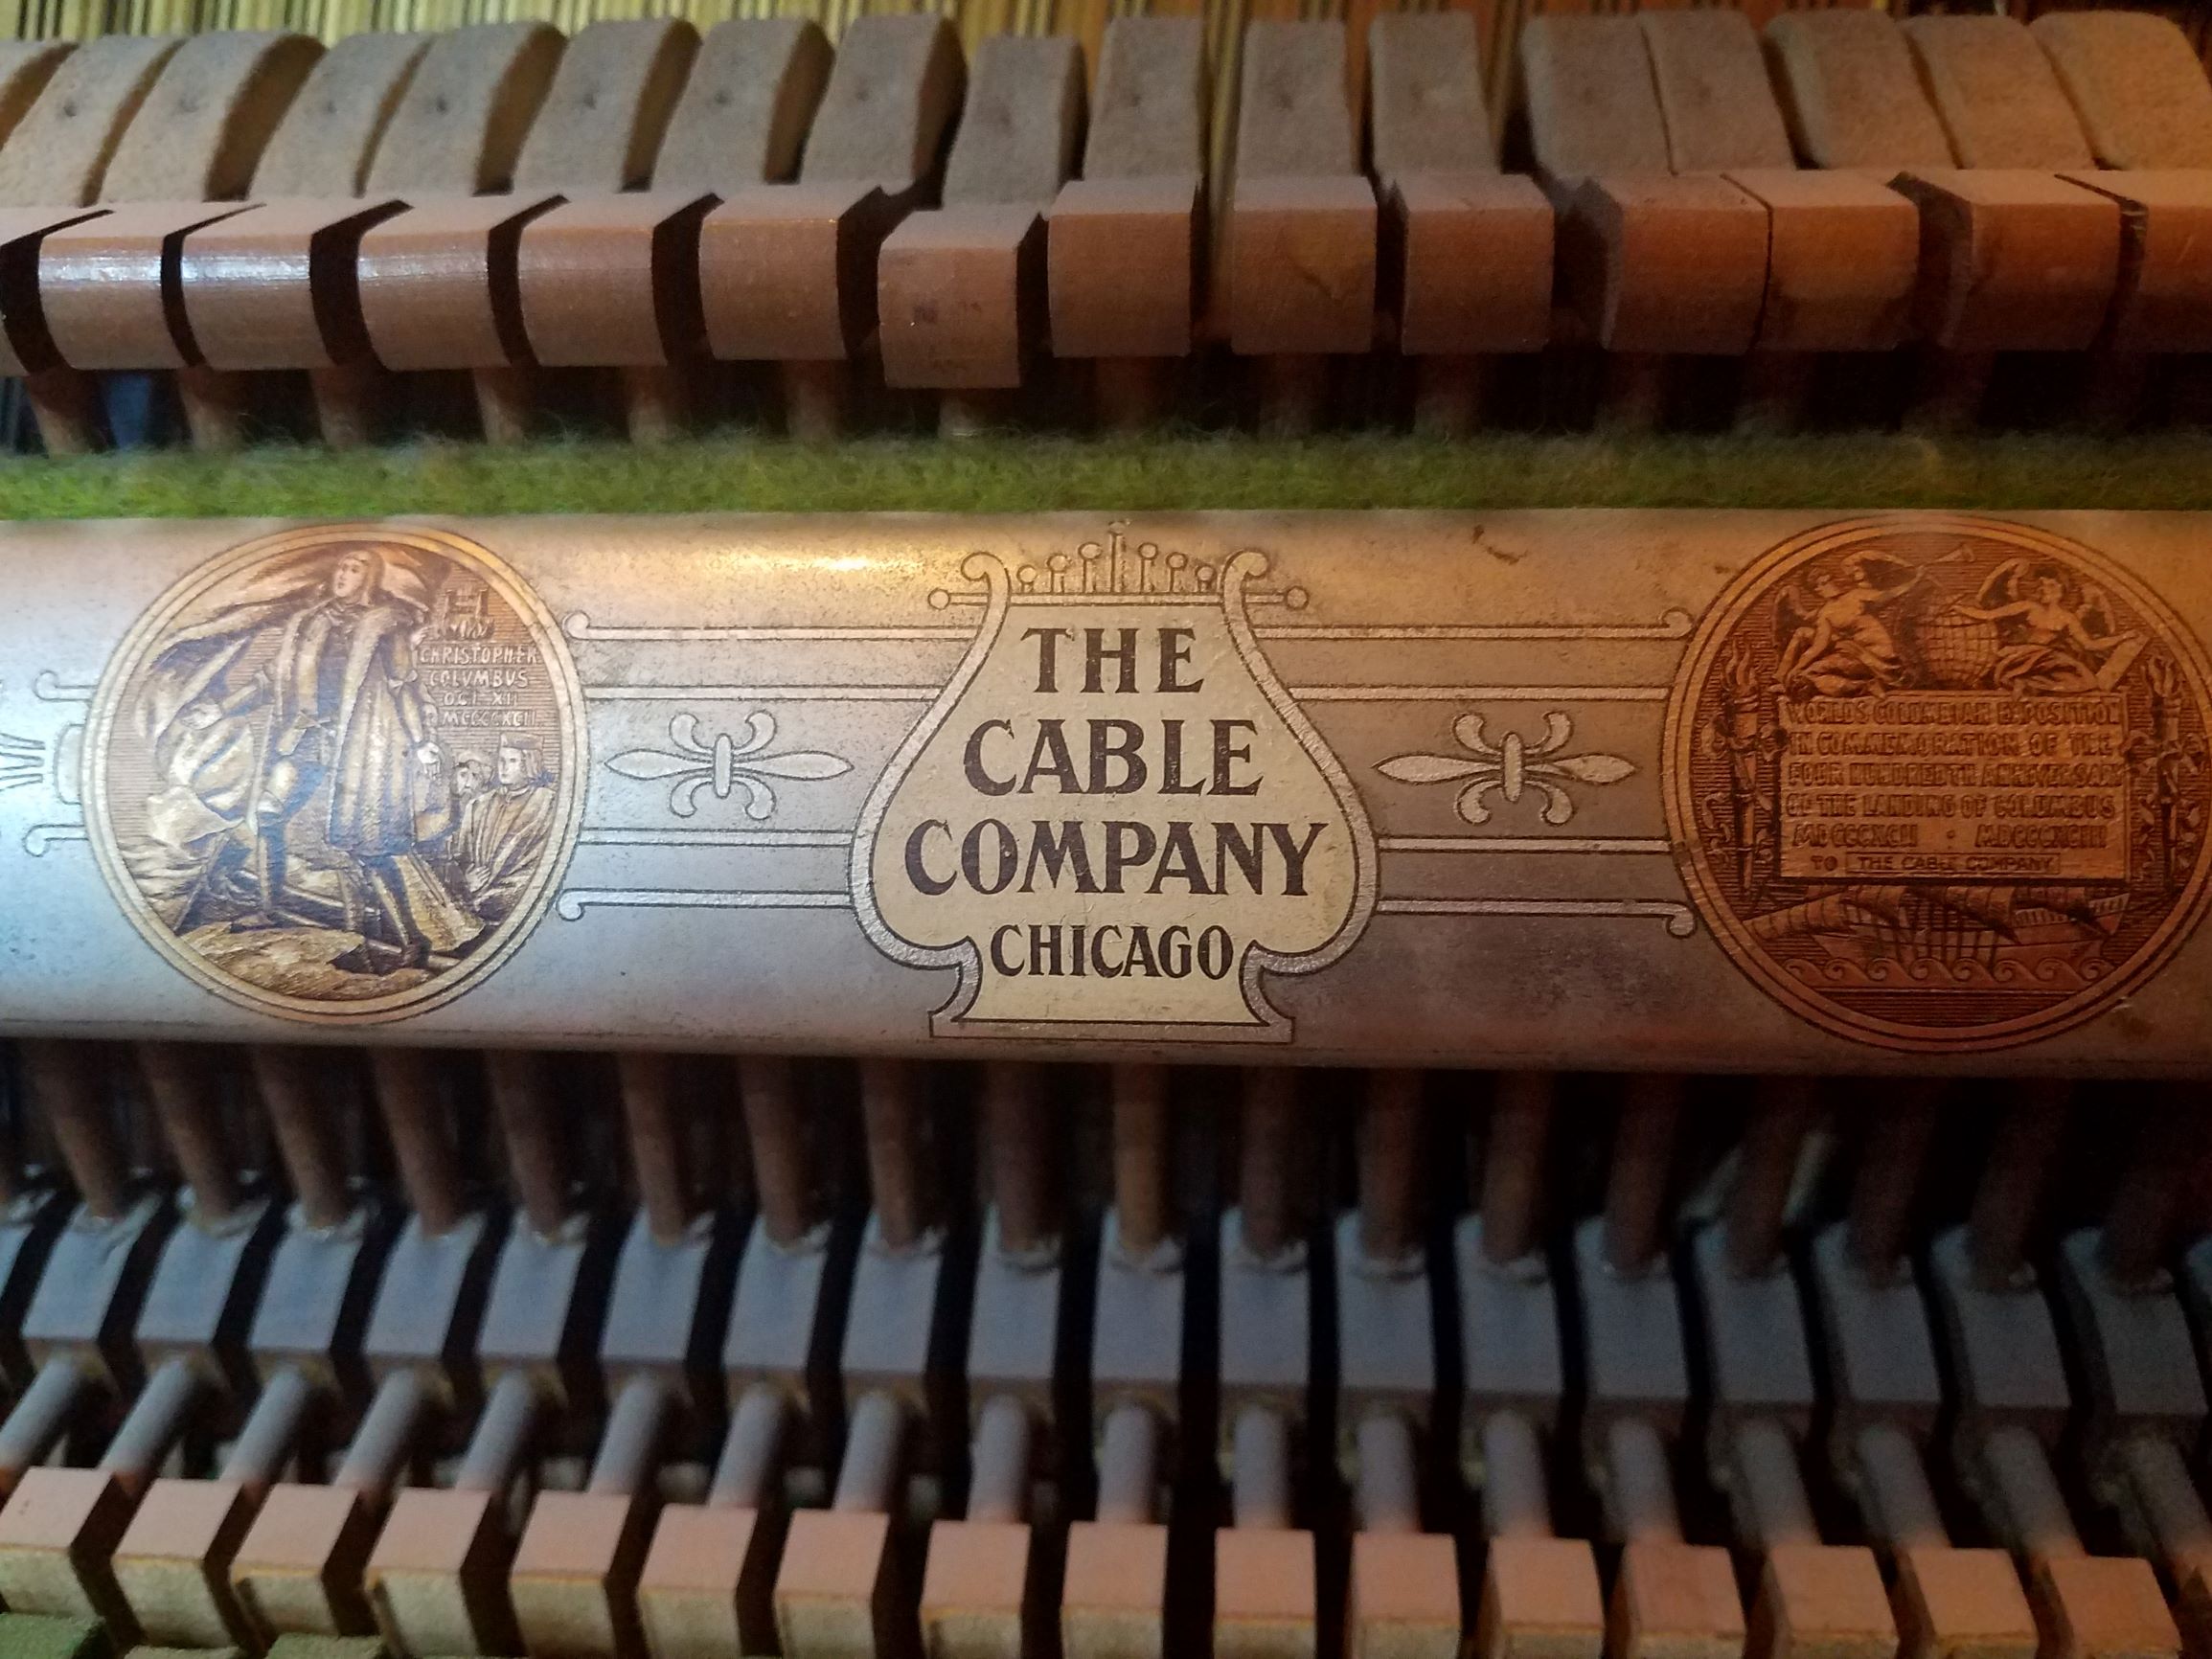 CHRISTOPHER
COLVMBVS
OCT XII
MCCCCXCII
THE
CABLE
COMPANY
CHICAGO
WORLD'S COLUMBIAN EXPOSITION
IN COMMEMORATION OF THE
FOUR HUNDREDTH ANNIVERSARY
OF THE LANDING OF COLUMBUS
MDCCCXCII · MDCCCXCIII
TO THE CABLE COMPANY